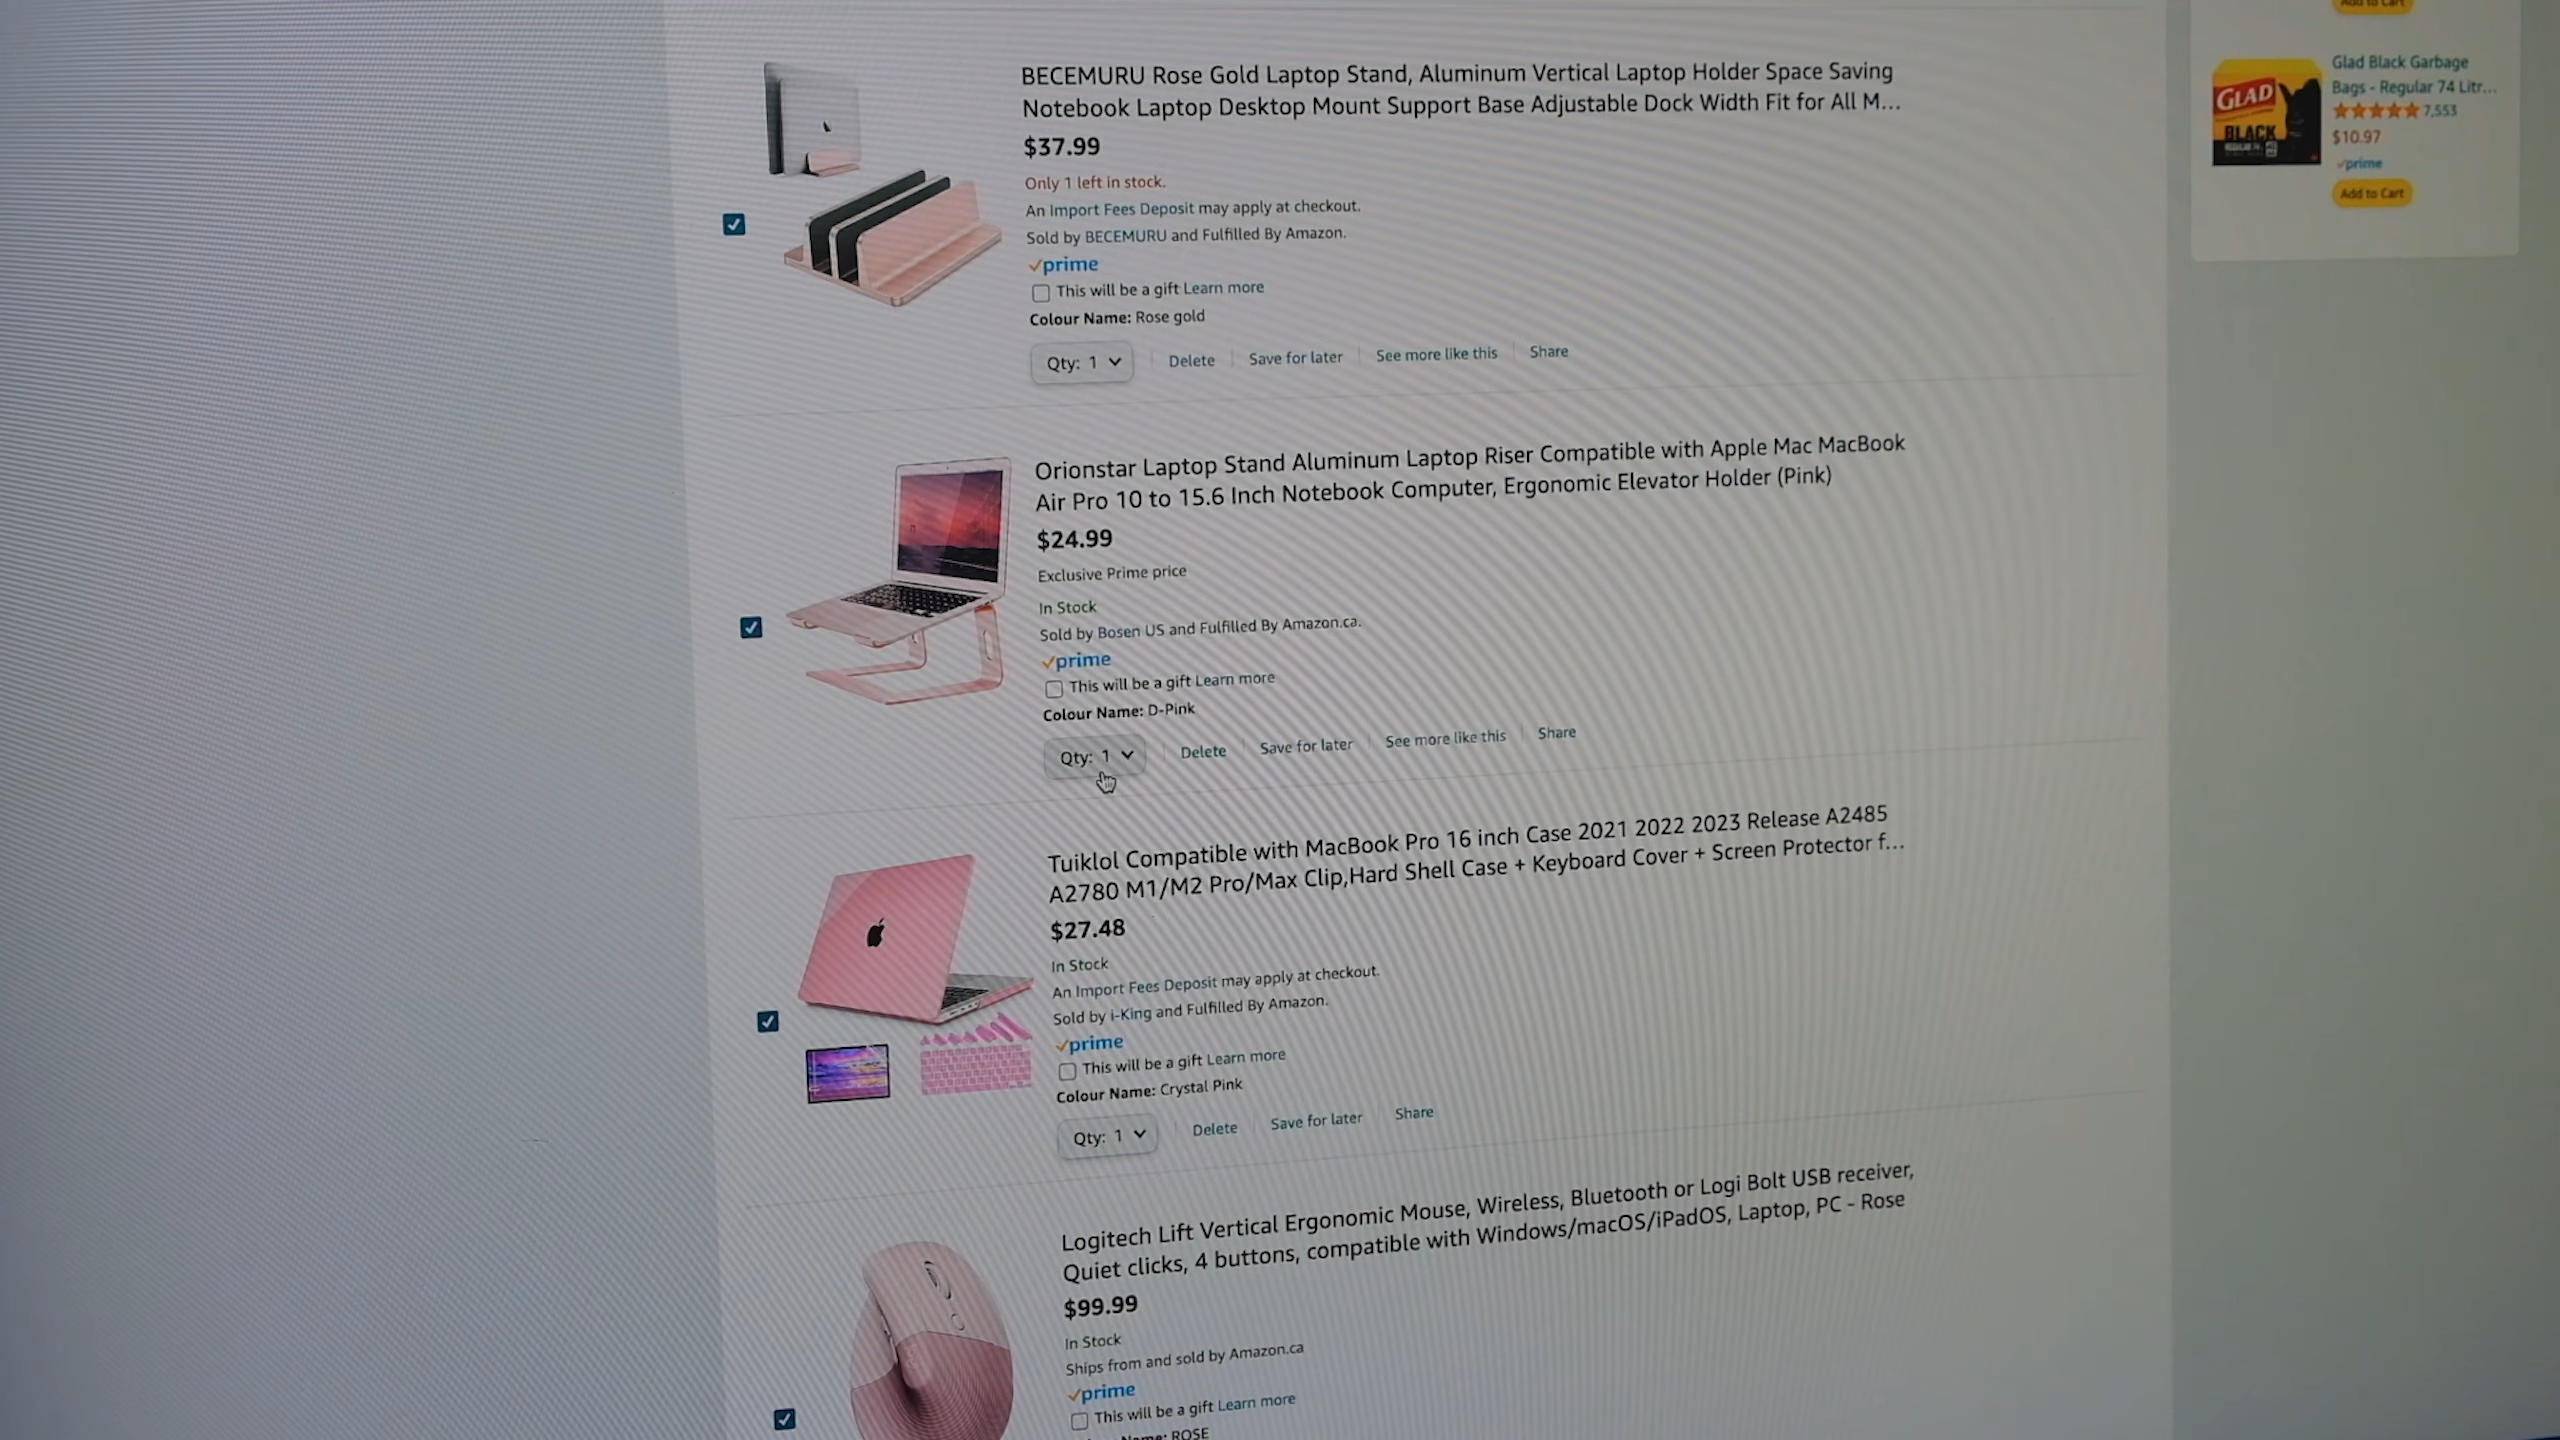 BECEMURU Rose Gold Laptop Stand, Aluminum Vertical Laptop Holder Space Saving
Notebook Laptop Desktop Mount Support Base Adjustable Dock Width Fit for All M...
$37.99
Only 1 left in stock.
An Import Fees Deposit may apply at checkout.
Sold by BECEMURU and Fulfilled By Amazon.
prime
This will be a gift Learn more
Colour Name: Rose gold
Qty: 1
Delete
Save for later
See more like this
Share
Orionstar Laptop Stand Aluminum Laptop Riser Compatible with Apple Mac MacBook
Air Pro 10 to 15.6 Inch Notebook Computer, Ergonomic Elevator Holder (Pink)
$24.99
Exclusive Prime price
In Stock
Sold by Bosen US and Fulfilled By Amazon.ca.
prime
This will be a gift Learn more
Colour Name: D-Pink
Qty: 1
Delete
Save for later
See more like this
Share
Tuiklol Compatible with MacBook Pro 16 inch Case 2021 2022 2023 Release A2485
A2780 M1/M2 Pro/Max Clip,Hard Shell Case + Keyboard Cover + Screen Protector f...
$27.48
In Stock
An Import Fees Deposit may apply at checkout.
Sold by i-King and Fulfilled By Amazon.
prime
This will be a gift Learn more
Colour Name: Crystal Pink
Qty: 1
Delete
Save for later
Share
Logitech Lift Vertical Ergonomic Mouse, Wireless, Bluetooth or Logi Bolt USB receiver,
Quiet clicks, 4 buttons, compatible with Windows/macOS/iPadOS, Laptop, PC - Rose
$99.99
In Stock
Ships from and sold by Amazon.ca
prime
This will be a gift Learn more
Name: ROSE
Add to Cart
GLAD
BLACK
Glad Black Garbage
Bags - Regular 74 Litr...
7,553
$10.97
prime
Add to Cart